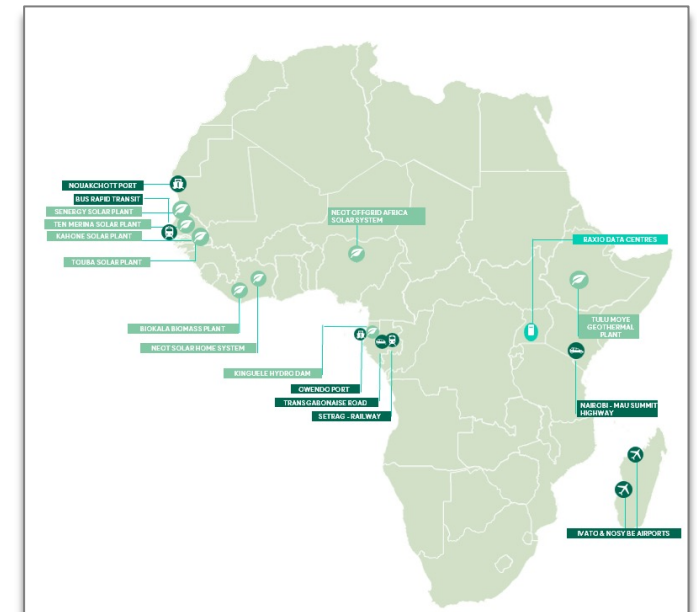 NOUAKCHOTT PORT
BUS RAPID TRANSIT
SENERGY SOLAR PLANT
TEN MERINA SOLAR PLANT
KAHONE SOLAR PLANT
TOUBA SOLAR PLANT
NEOT OFFGRID AFRICA
SOLAR SYSTEM
RAXIO DATA CENTRES
TULU MOYE
GEOTHERMAL
PLANT
BIOKALA BIOMASS PLANT
NEOT SOLAR HOME SYSTEM
KINGUELE HYDRO DAM
OWENDO PORT
TRANSGABONAISE ROAD
SETRAG - RAILWAY
NAIROBI - MAU SUMMIT
HIGHWAY
IVATO & NOSY BE AIRPORTS